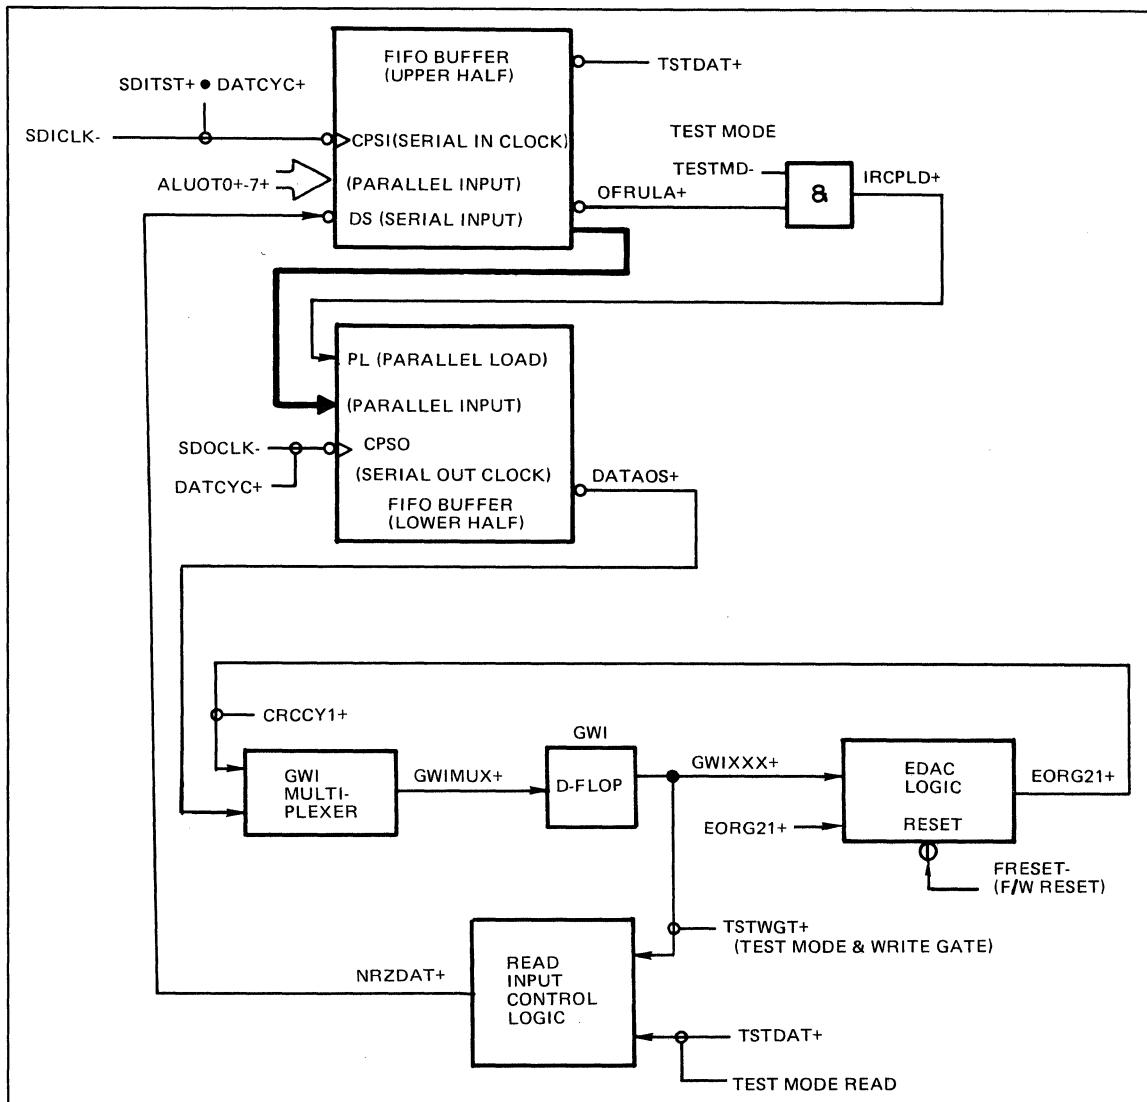 FIFO BUFFER
(UPPER HALF)
TSTDAT+
SDITST+ • DATCYC+
SDICLK-
CPSI(SERIAL IN CLOCK)
TEST MODE
TESTMD-
IRCPLD+
ALUOT0+-7+
(PARALLEL INPUT)
OFRULA+
&
DS (SERIAL INPUT)
PL (PARALLEL LOAD)
(PARALLEL INPUT)
SDOCLK-
CPSO
DATCYC+
(SERIAL OUT CLOCK)
DATAOS+
FIFO BUFFER
(LOWER HALF)
CRCCY1+
GWI
GWI
MULTI-
PLEXER
GWIMUX+
D-FLOP
GWIXXX+
EDAC
LOGIC
EORG21+
EORG21+
RESET
FRESET-
(F/W RESET)
TSTWGT+
(TEST MODE & WRITE GATE)
NRZDAT+
READ
INPUT
CONTROL
LOGIC
TSTDAT+
TEST MODE READ